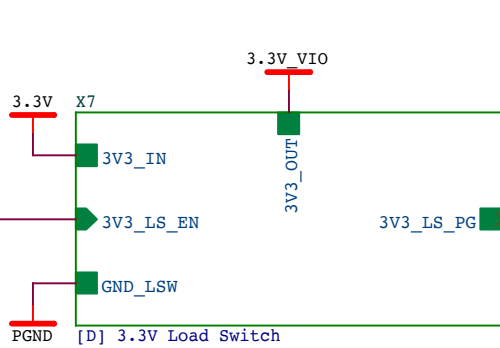 3.3V_VIO
3.3V
X7
3V3_IN
3V3_OUT
3V3_LS_EN
3V3_LS_PG
GND_LSW
PGND
[D] 3.3V Load Switch